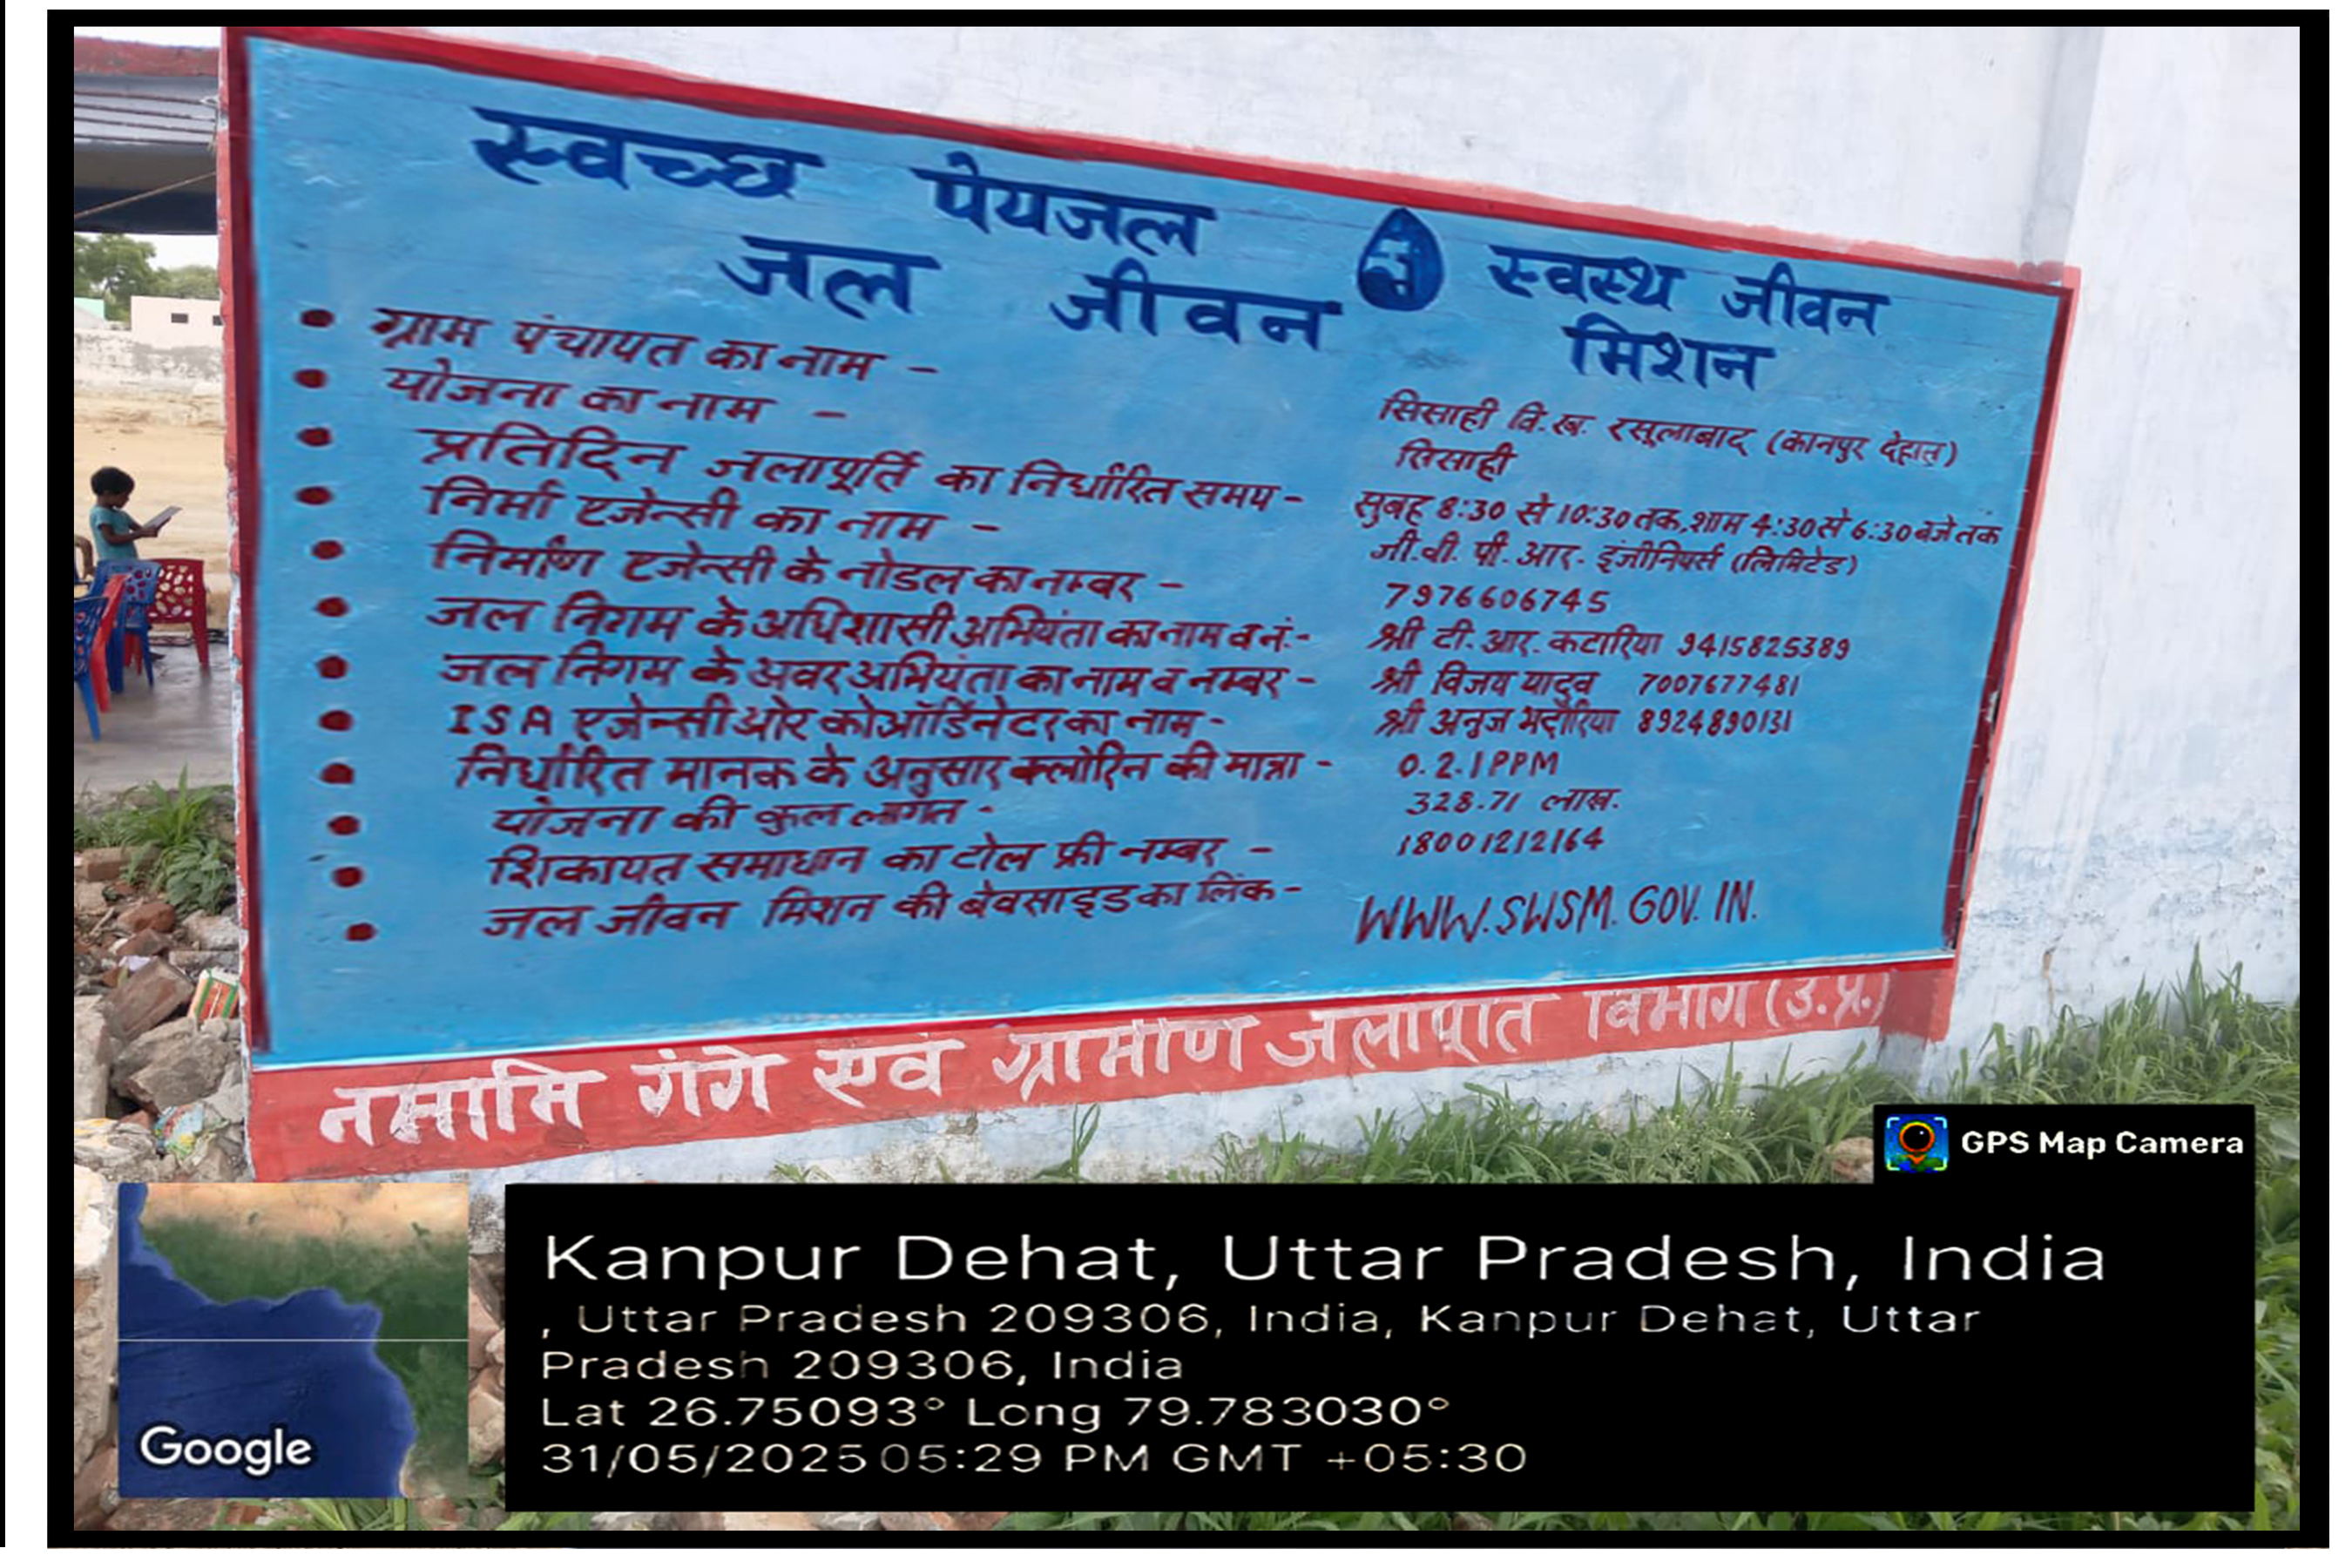 स्वच्छ पेयजल स्वस्थ जीवन
जल जीवन मिशन
• ग्राम पंचायत का नाम - सिसाही वि.ख. रसूलाबाद (कानपुर देहात)
• योजना का नाम - सिसाही
• प्रतिदिन जलापूर्ति का निर्धारित समय - सुबह 8:30 से 10:30 तक, शाम 4:30 से 6:30 बजे तक
• निर्मा एजेन्सी का नाम - जी. वी. पी. आर. इंजीनियर्स (लिमिटेड)
• निर्माण एजेन्सी के नोडल का नम्बर - 7976606745
• जल निगम के अधिशासी अभियंता का नाम व नं.- श्री टी. आर. कटारिया 9415825389
• जल निगम के अवर अभियंता का नाम व नम्बर - श्री विजय यादव 7007677481
• ISA एजेन्सी ओर कोऑर्डिनेटर का नाम - श्री अनुज भदौरिया 8924890131
• निर्धारित मानक के अनुसार क्लोरिन की मात्रा - 0.2.1 PPM
• योजना की कुल लागत - 328.71 लाख.
• शिकायत समाधान का टोल फ्री नम्बर - 18001212164
• जल जीवन मिशन की बेवसाइड का लिंक - WWW.SWSM.GOV.IN.
नमामि गंगे एवं ग्रामीण जलापूर्ति विभाग (उ.प्र.)
GPS Map Camera
Kanpur Dehat, Uttar Pradesh, India
, Uttar Pradesh 209306, India, Kanpur Dehat, Uttar
Pradesh 209306, India
Lat 26.75093° Long 79.783030°
31/05/2025 05:29 PM GMT +05:30
Google